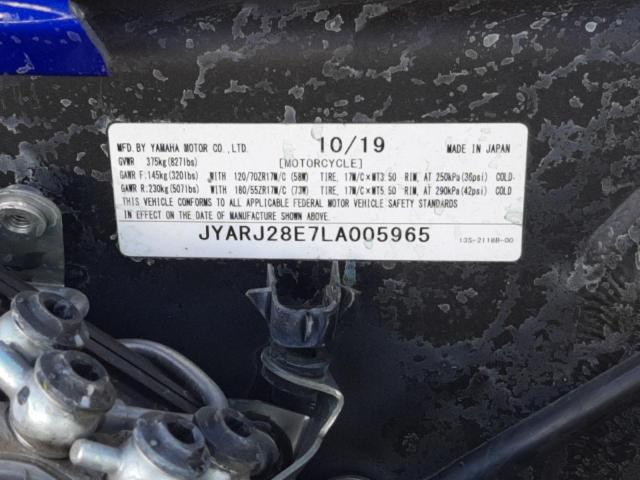 MFD.BY YAMAHA MOTOR CO.,LTD. 10/19 MADE IN JAPAN
GVWR 375kg(827lbs) [MOTORCYCLE]
GAWR F:145kg(320lbs) WITH 120/70ZR17M/C (58W) TIRE, 17M/C×MT3.50 RIM, AT 250kPa(36psi) COLD
GAWR R:230kg(507lbs) WITH 180/55ZR17M/C (73W) TIRE, 17M/C×MT5.50 RIM, AT 290kPa(42psi) COLD
THIS VEHICLE CONFORMS TO ALL APPLICABLE FEDERAL MOTOR VEHICLE SAFETY STANDARDS
IN EFFECT ON THE DATE OF MANUFACTURE SHOWN ABOVE.
JYARJ28E7LA005965 13S-2118B-00